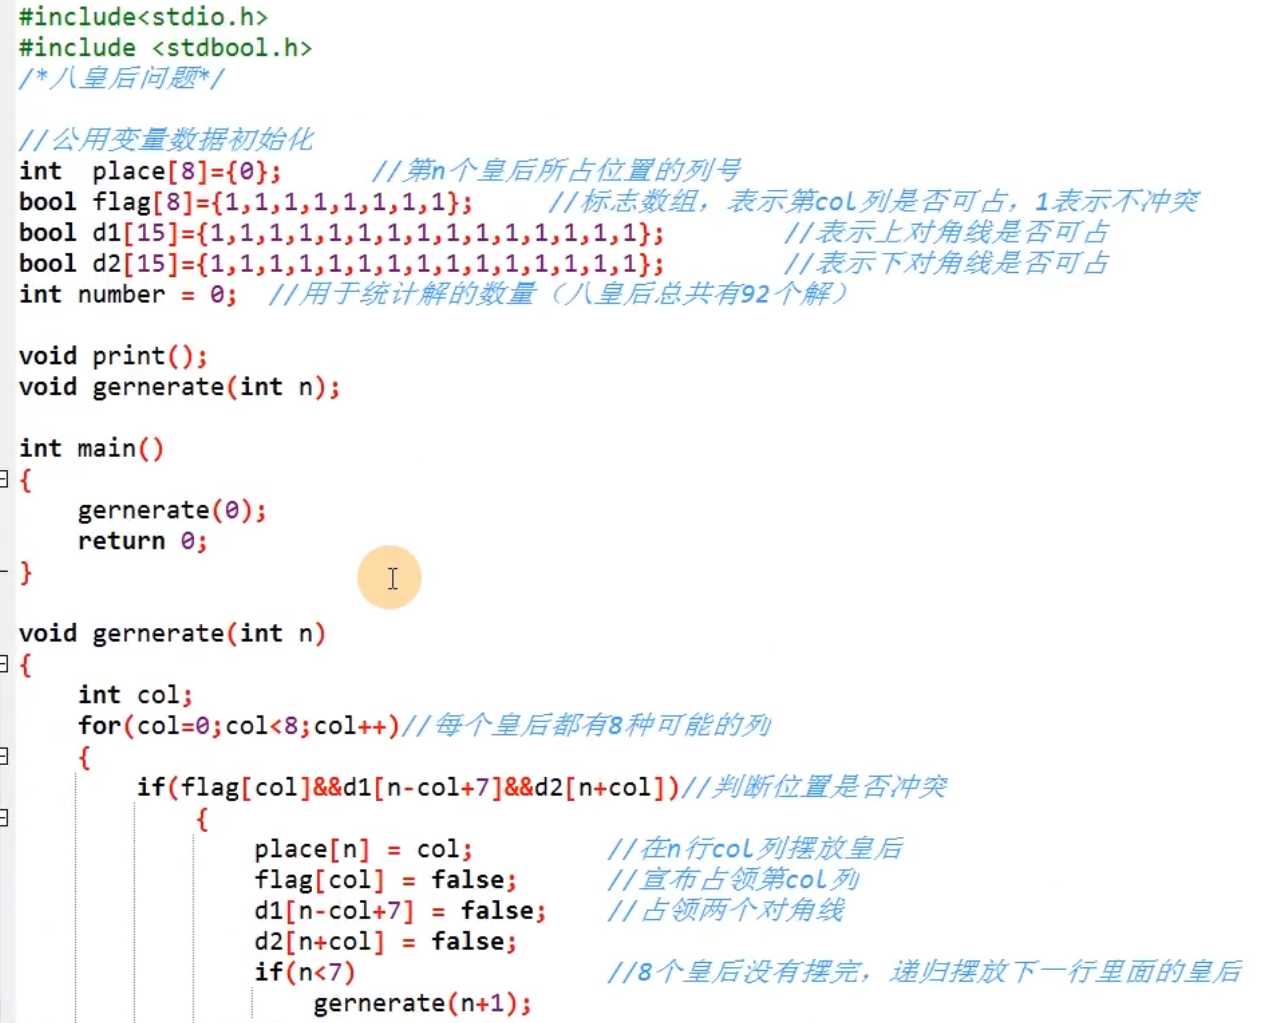 #include<stdio.h>
#include <stdbool.h>
/*八皇后问题*/
//公用变量数据初始化
int  place[8]={0};      //第n个皇后所占位置的列号
bool flag[8]={1,1,1,1,1,1,1,1};     //标志数组，表示第col列是否可占，1表示不冲突
bool d1[15]={1,1,1,1,1,1,1,1,1,1,1,1,1,1,1};        //表示上对角线是否可占
bool d2[15]={1,1,1,1,1,1,1,1,1,1,1,1,1,1,1};        //表示下对角线是否可占
int number = 0;  //用于统计解的数量（八皇后总共有92个解）
void print();
void gernerate(int n);
int main()
{
    gernerate(0);
    return 0;
}
void gernerate(int n)
{
    int col;
    for(col=0;col<8;col++)//每个皇后都有8种可能的列
    {
        if(flag[col]&&d1[n-col+7]&&d2[n+col])//判断位置是否冲突
            {
                place[n] = col;         //在n行col列摆放皇后
                flag[col] = false;      //宣布占领第col列
                d1[n-col+7] = false;    //占领两个对角线
                d2[n+col] = false;
                if(n<7)                 //8个皇后没有摆完，递归摆放下一行里面的皇后
                    gernerate(n+1);